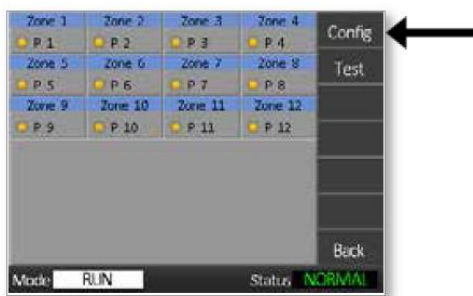 Zone 1 Zone 2 Zone 3 Zone 4 Config
P 1 P 2 P 3 P 4
Zone 5 Zone 6 Zone 7 Zone 8 Test
P 5 P 6 P 7 P 8
Zone 9 Zone 10 Zone 11 Zone 12
P 9 P 10 P 11 P 12
Back
Mode RUN Status NORMAL